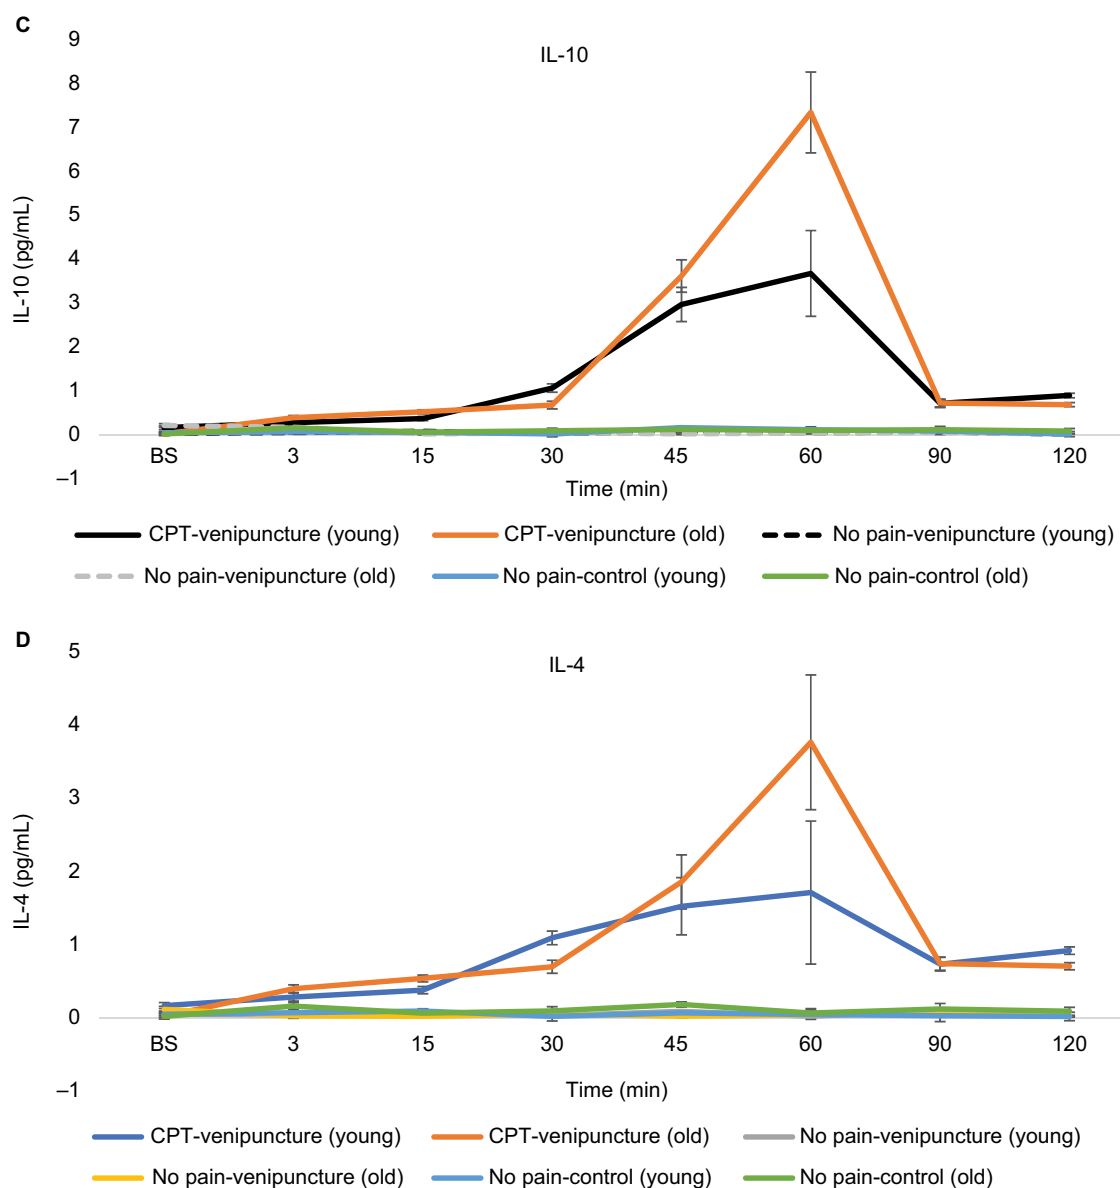 C
IL-10
9
8
7
6
5
4
3
2
1
0
–1
IL-10 (pg/mL)
BS 3 15 30 45 60 90 120
Time (min)
CPT-venipuncture (young) CPT-venipuncture (old) No pain-venipuncture (young)
No pain-venipuncture (old) No pain-control (young) No pain-control (old)
D
IL-4
5
4
3
2
1
0
–1
IL-4 (pg/mL)
BS 3 15 30 45 60 90 120
Time (min)
CPT-venipuncture (young) CPT-venipuncture (old) No pain-venipuncture (young)
No pain-venipuncture (old) No pain-control (young) No pain-control (old)